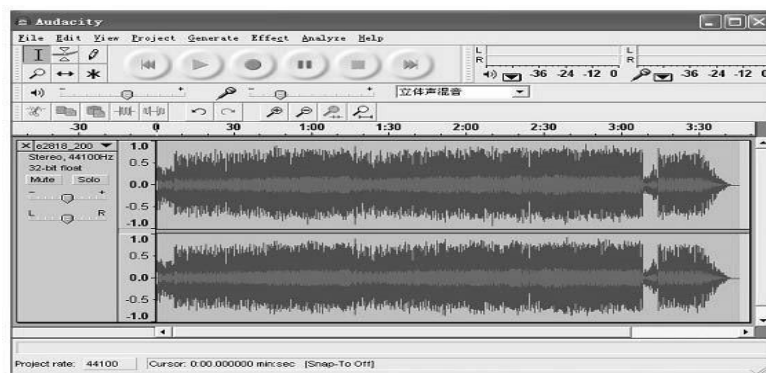 Audacity
File Edit View Project Generate Effect Analyze Help
L
R
-36 -24 -12 0
L
R
-36 -24 -12 0
- +
- +
立体声混音
-30 0 30 1:00 1:30 2:00 2:30 3:00 3:30
× e2818_200
Stereo, 44100Hz
32-bit float
Mute Solo
- +
L R
1.0
0.5
0.0
-0.5
-1.0
1.0
0.5
0.0
-0.5
-1.0
Project rate: 44100 Cursor: 0:00.000000 min:sec [Snap-To Off]